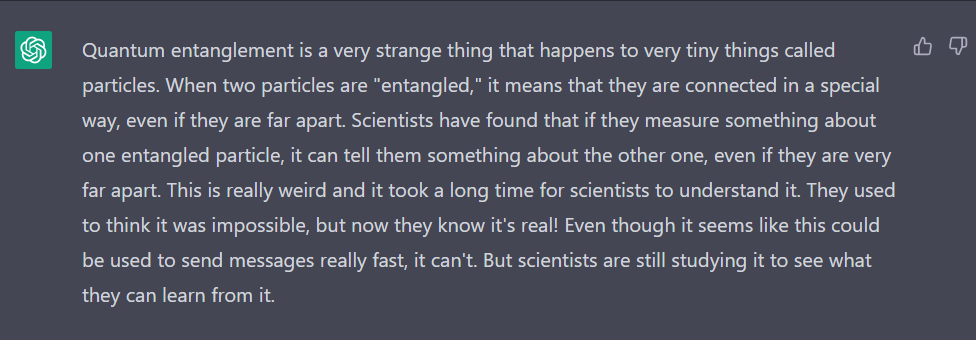 Quantum entanglement is a very strange thing that happens to very tiny things called
particles. When two particles are "entangled," it means that they are connected in a special
way, even if they are far apart. Scientists have found that if they measure something about
one entangled particle, it can tell them something about the other one, even if they are very
far apart. This is really weird and it took a long time for scientists to understand it. They used
to think it was impossible, but now they know it's real! Even though it seems like this could
be used to send messages really fast, it can't. But scientists are still studying it to see what
they can learn from it.